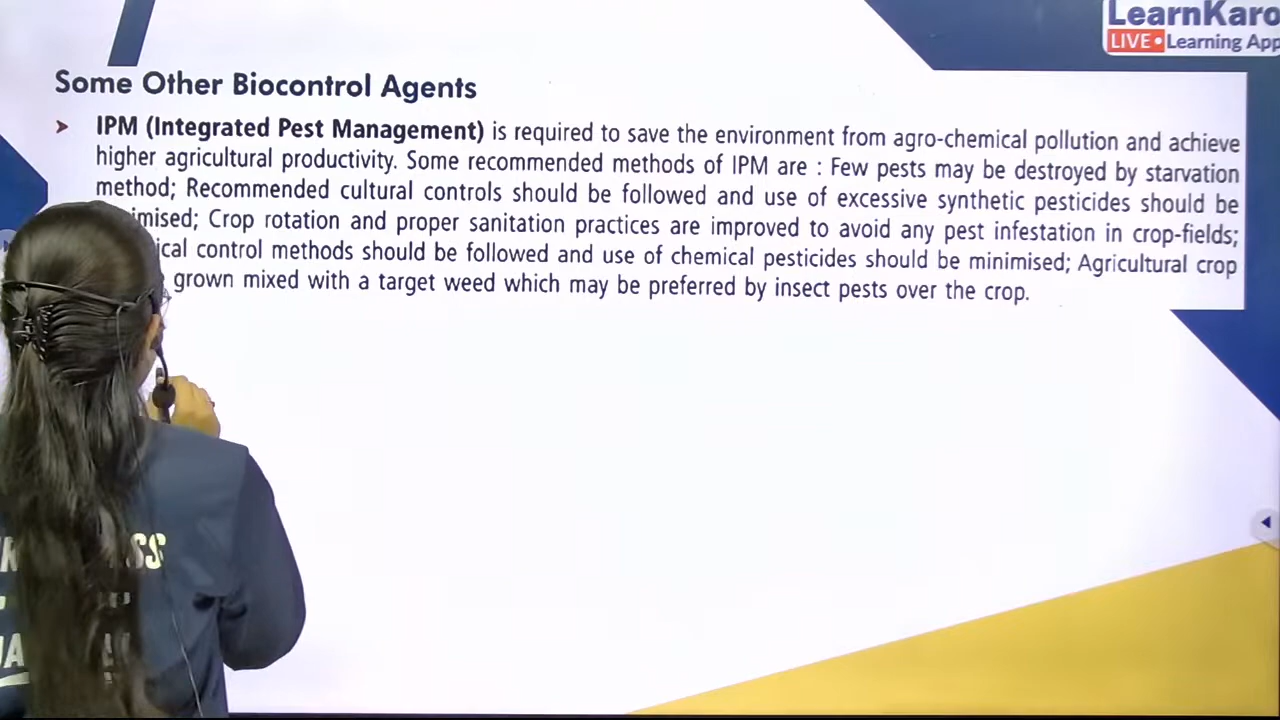 LearnKaro
LIVE • Learning App
Some Other Biocontrol Agents
➤ IPM (Integrated Pest Management) is required to save the environment from agro-chemical pollution and achieve
higher agricultural productivity. Some recommended methods of IPM are : Few pests may be destroyed by starvation
method; Recommended cultural controls should be followed and use of excessive synthetic pesticides should be
imised; Crop rotation and proper sanitation practices are improved to avoid any pest infestation in crop-fields;
ical control methods should be followed and use of chemical pesticides should be minimised; Agricultural crop
grown mixed with a target weed which may be preferred by insect pests over the crop.